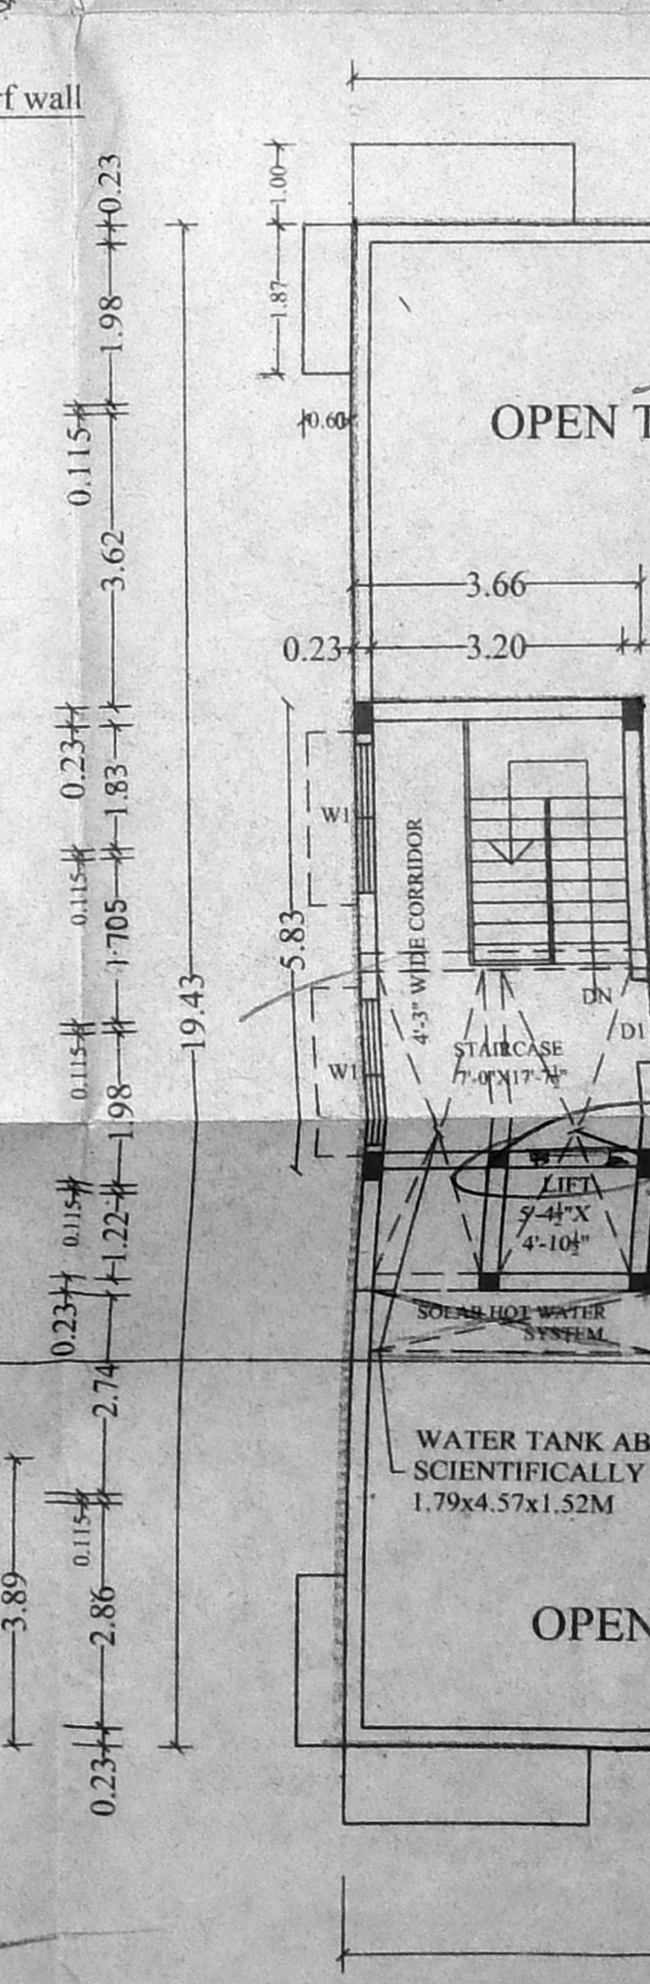 f wall
0.23
1.00
1.98
1.87
0.60
OPEN T
0.115
3.62
3.66
0.23
3.20
0.23
1.83
W1
4'-3" WIDE CORRIDOR
0.115
1.705
5.83
19.43
DN
D1
STAIRCASE
7'-0"X17'-7½"
0.115
W1
1.98
LIFT
5'-4½"X
4'-10½"
0.115
1.22
0.23
SOLAR HOT WATER
SYSTEM
2.74
WATER TANK AB
SCIENTIFICALLY
1.79x4.57x1.52M
0.115
3.89
2.86
OPEN
0.23